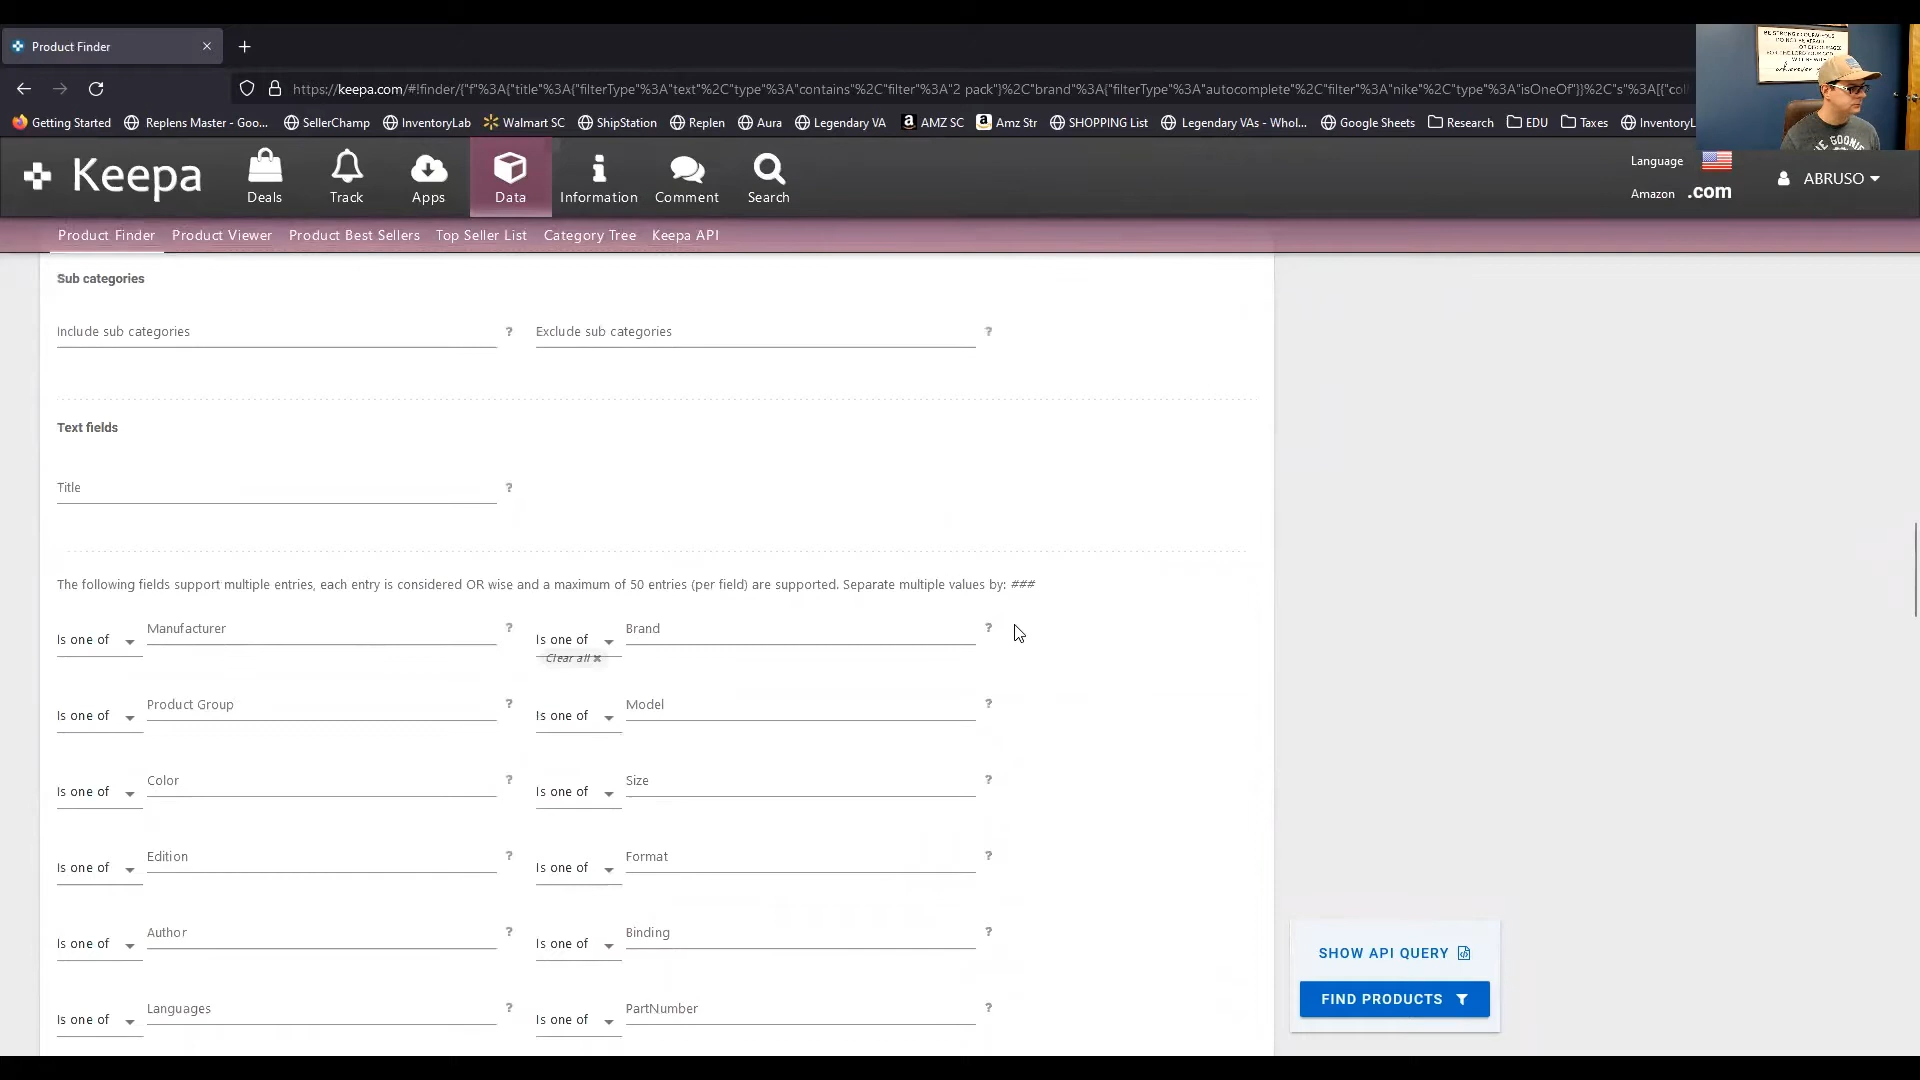 Product Finder
https://keepa.com/#!finder/{"f"%3A{"title"%3A{"filterType"%3A"text"%2C"type"%3A"contains"%2C"filter"%3A"2 pack"}%2C"brand"%3A{"filterType"%3A"autocomplete"%2C"filter"%3A"nike"%2C"type"%3A"isOneOf"}}%2C"s"%3A[{"col
Getting Started Replens Master - Goo... SellerChamp InventoryLab Walmart SC ShipStation Replen Aura Legendary VA AMZ SC Amz Str SHOPPING List Legendary VAs - Whol... Google Sheets Research EDU Taxes InventoryL
Keepa
Deals Track Apps Data Information Comment Search
Language
Amazon .com
ABRUSO
Product Finder Product Viewer Product Best Sellers Top Seller List Category Tree Keepa API
Sub categories
Include sub categories ? Exclude sub categories ?
Text fields
Title ?
The following fields support multiple entries, each entry is considered OR wise and a maximum of 50 entries (per field) are supported. Separate multiple values by: ###
Is one of Manufacturer ? Is one of Brand ?
Clear all ✖
Is one of Product Group ? Is one of Model ?
Is one of Color ? Is one of Size ?
Is one of Edition ? Is one of Format ?
Is one of Author ? Is one of Binding ?
Is one of Languages ? Is one of PartNumber ?
SHOW API QUERY
FIND PRODUCTS